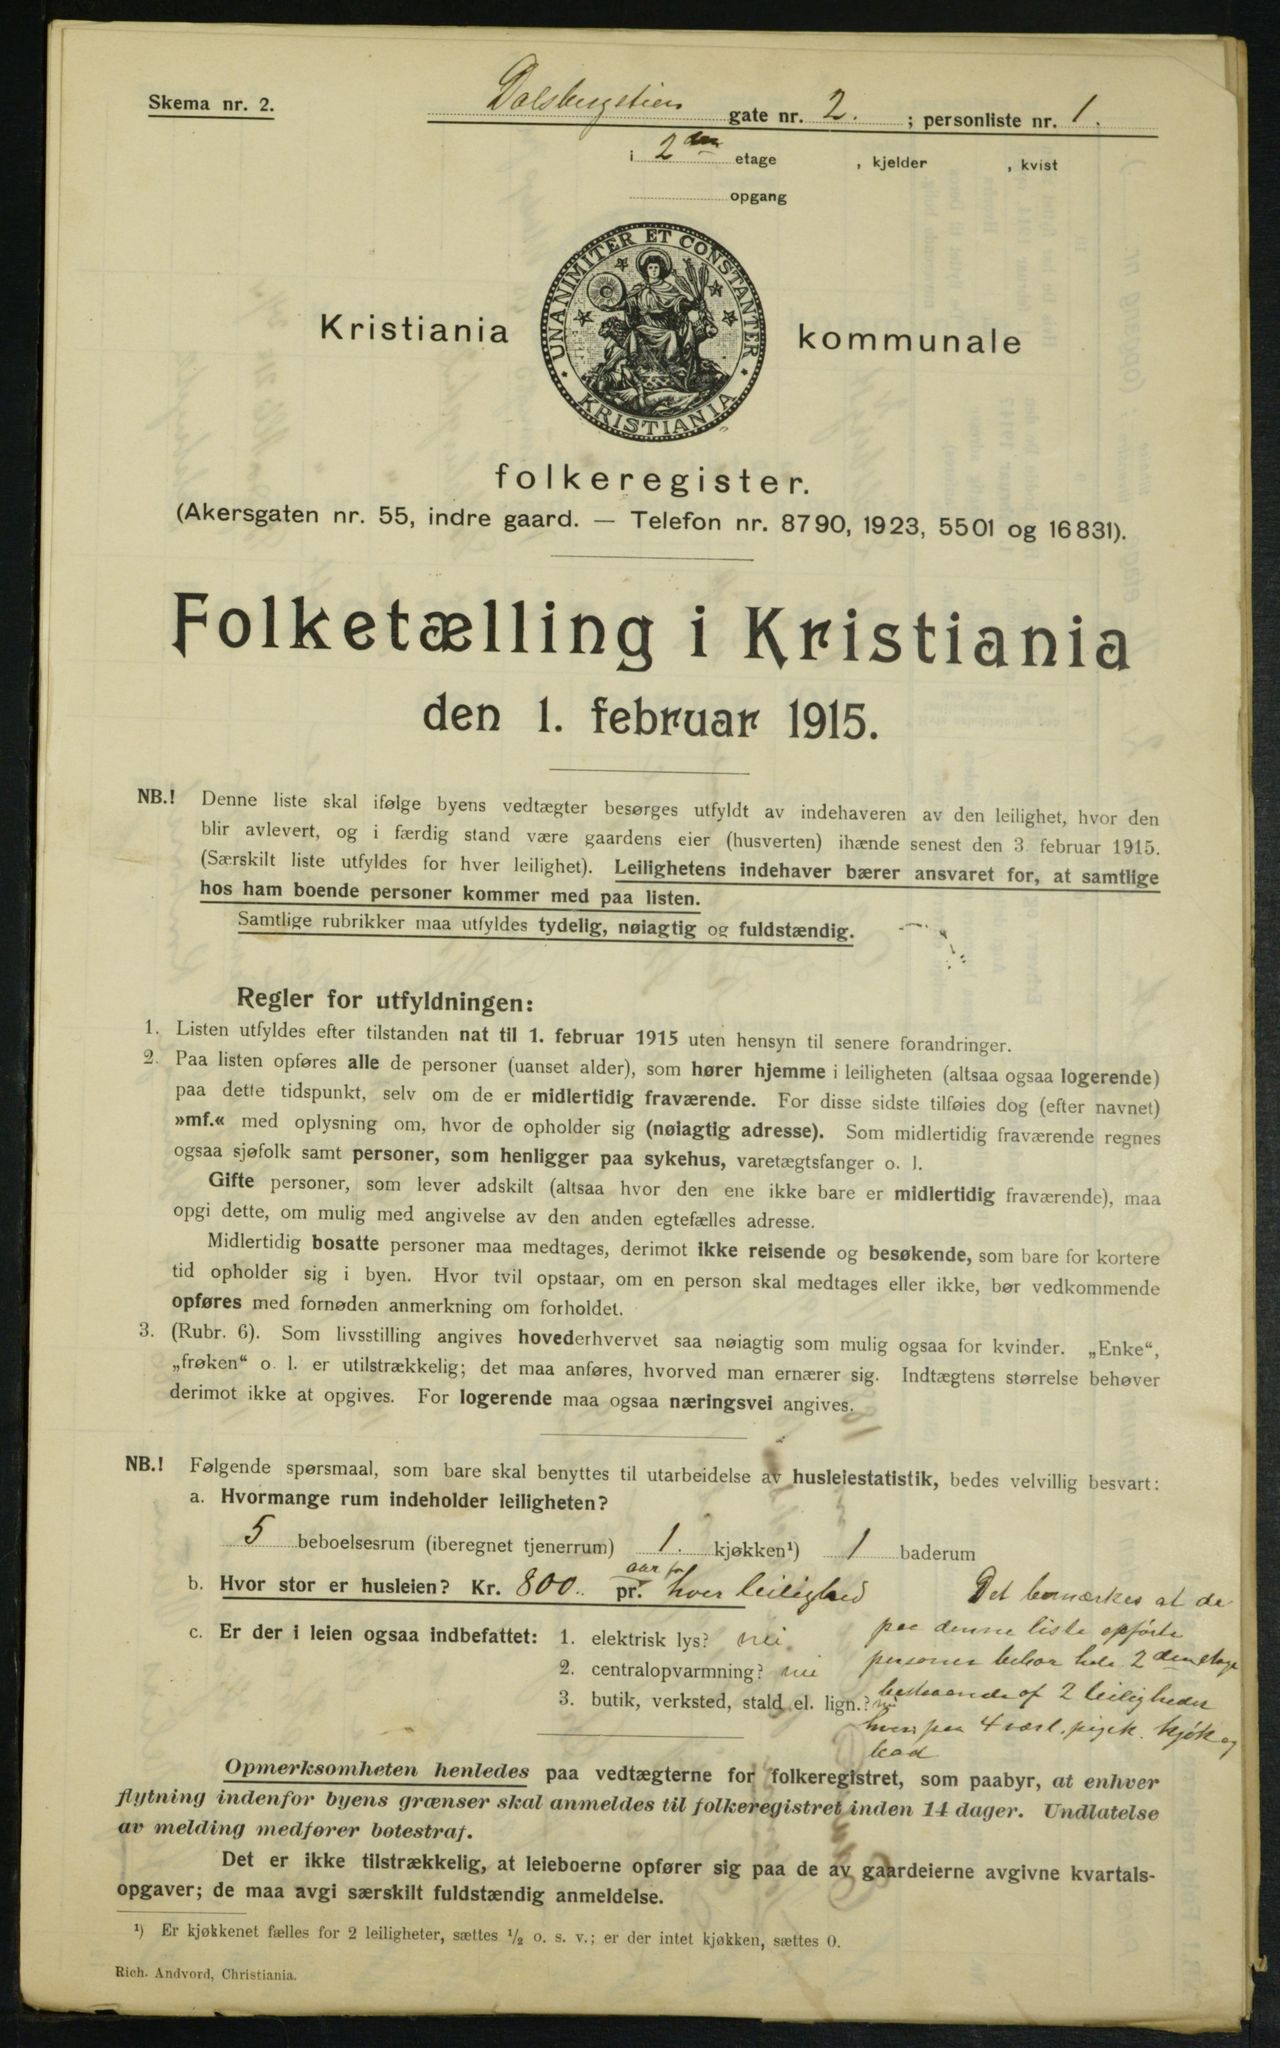 Skema nr. 2.
Dalsbergstien gate nr. 2. ; personliste nr. 1.
i 2den etage , kjelder , kvist
opgang
UNANIMITER ET CONSTANTER
KRISTIANIA
Kristiania kommunale
folkeregister.
(Akersgaten nr. 55, indre gaard. — Telefon nr. 8790, 1923, 5501 og 16831).
Folketælling i Kristiania
den 1. februar 1915.
NB.! Denne liste skal ifølge byens vedtægter besørges utfyldt av indehaveren av den leilighet, hvor den
blir avlevert, og i færdig stand være gaardens eier (husverten) ihænde senest den 3. februar 1915.
(Særskilt liste utfyldes for hver leilighet). Leilighetens indehaver bærer ansvaret for, at samtlige
hos ham boende personer kommer med paa listen.
Samtlige rubrikker maa utfyldes tydelig, nøiagtig og fuldstændig.
Regler for utfyldningen:
1. Listen utfyldes efter tilstanden nat til 1. februar 1915 uten hensyn til senere forandringer.
2. Paa listen opføres alle de personer (uanset alder), som hører hjemme i leiligheten (altsaa ogsaa logerende)
paa dette tidspunkt, selv om de er midlertidig fraværende. For disse sidste tilføies dog (efter navnet)
»mf.« med oplysning om, hvor de opholder sig (nøiagtig adresse). Som midlertidig fraværende regnes
ogsaa sjøfolk samt personer, som henligger paa sykehus, varetægtsfanger o. l.
Gifte personer, som lever adskilt (altsaa hvor den ene ikke bare er midlertidig fraværende), maa
opgi dette, om mulig med angivelse av den anden egtefælles adresse.
Midlertidig bosatte personer maa medtages, derimot ikke reisende og besøkende, som bare for kortere
tid opholder sig i byen. Hvor tvil opstaar, om en person skal medtages eller ikke, bør vedkommende
opføres med fornøden anmerkning om forholdet.
3. (Rubr. 6). Som livsstilling angives hovederhvervet saa nøiagtig som mulig ogsaa for kvinder. „Enke“,
„frøken“ o. l. er utilstrækkelig; det maa anføres, hvorved man ernærer sig. Indtægtens størrelse behøver
derimot ikke at opgives. For logerende maa ogsaa næringsvei angives.
NB.! Følgende spørsmaal, som bare skal benyttes til utarbeidelse av husleiestatistik, bedes velvillig besvart:
a. Hvormange rum indeholder leiligheten?
5 beboelsesrum (iberegnet tjenerrum) 1. kjøkken¹) 1 baderum
b. Hvor stor er husleien? Kr. 800.. pr. aar for hver leilighed
c. Er der i leien ogsaa indbefattet: 1. elektrisk lys? nei
2. centralopvarmning? nei
3. butik, verksted, stald el. lign.? nei
Det bemærkes at de
paa denne liste opførte
personer bebor hele 2den etage
bestaaende af 2 leiligheder
hver paa 4 værl. pigek. kjøk og
bad
Opmerksomheten henledes paa vedtægterne for folkeregistret, som paabyr, at enhver
flytning indenfor byens grænser skal anmeldes til folkeregistret inden 14 dager. Undlatelse
av melding medfører bøtestraf.
Det er ikke tilstrækkelig, at leieboerne opfører sig paa de av gaardeierne avgivne kvartals-
opgaver; de maa avgi særskilt fuldstændig anmeldelse.
¹) Er kjøkkenet fælles for 2 leiligheter, sættes ½ o. s. v.; er der intet kjøkken, sættes 0.
Rich. Andvord, Christiania.